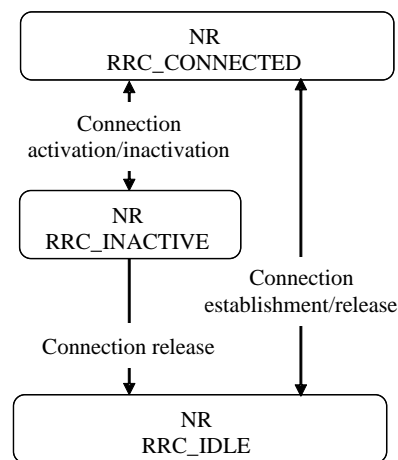 NR
RRC_CONNECTED
Connection
activation/inactivation
NR
RRC_INACTIVE
Connection
establishment/release
Connection release
NR
RRC_IDLE